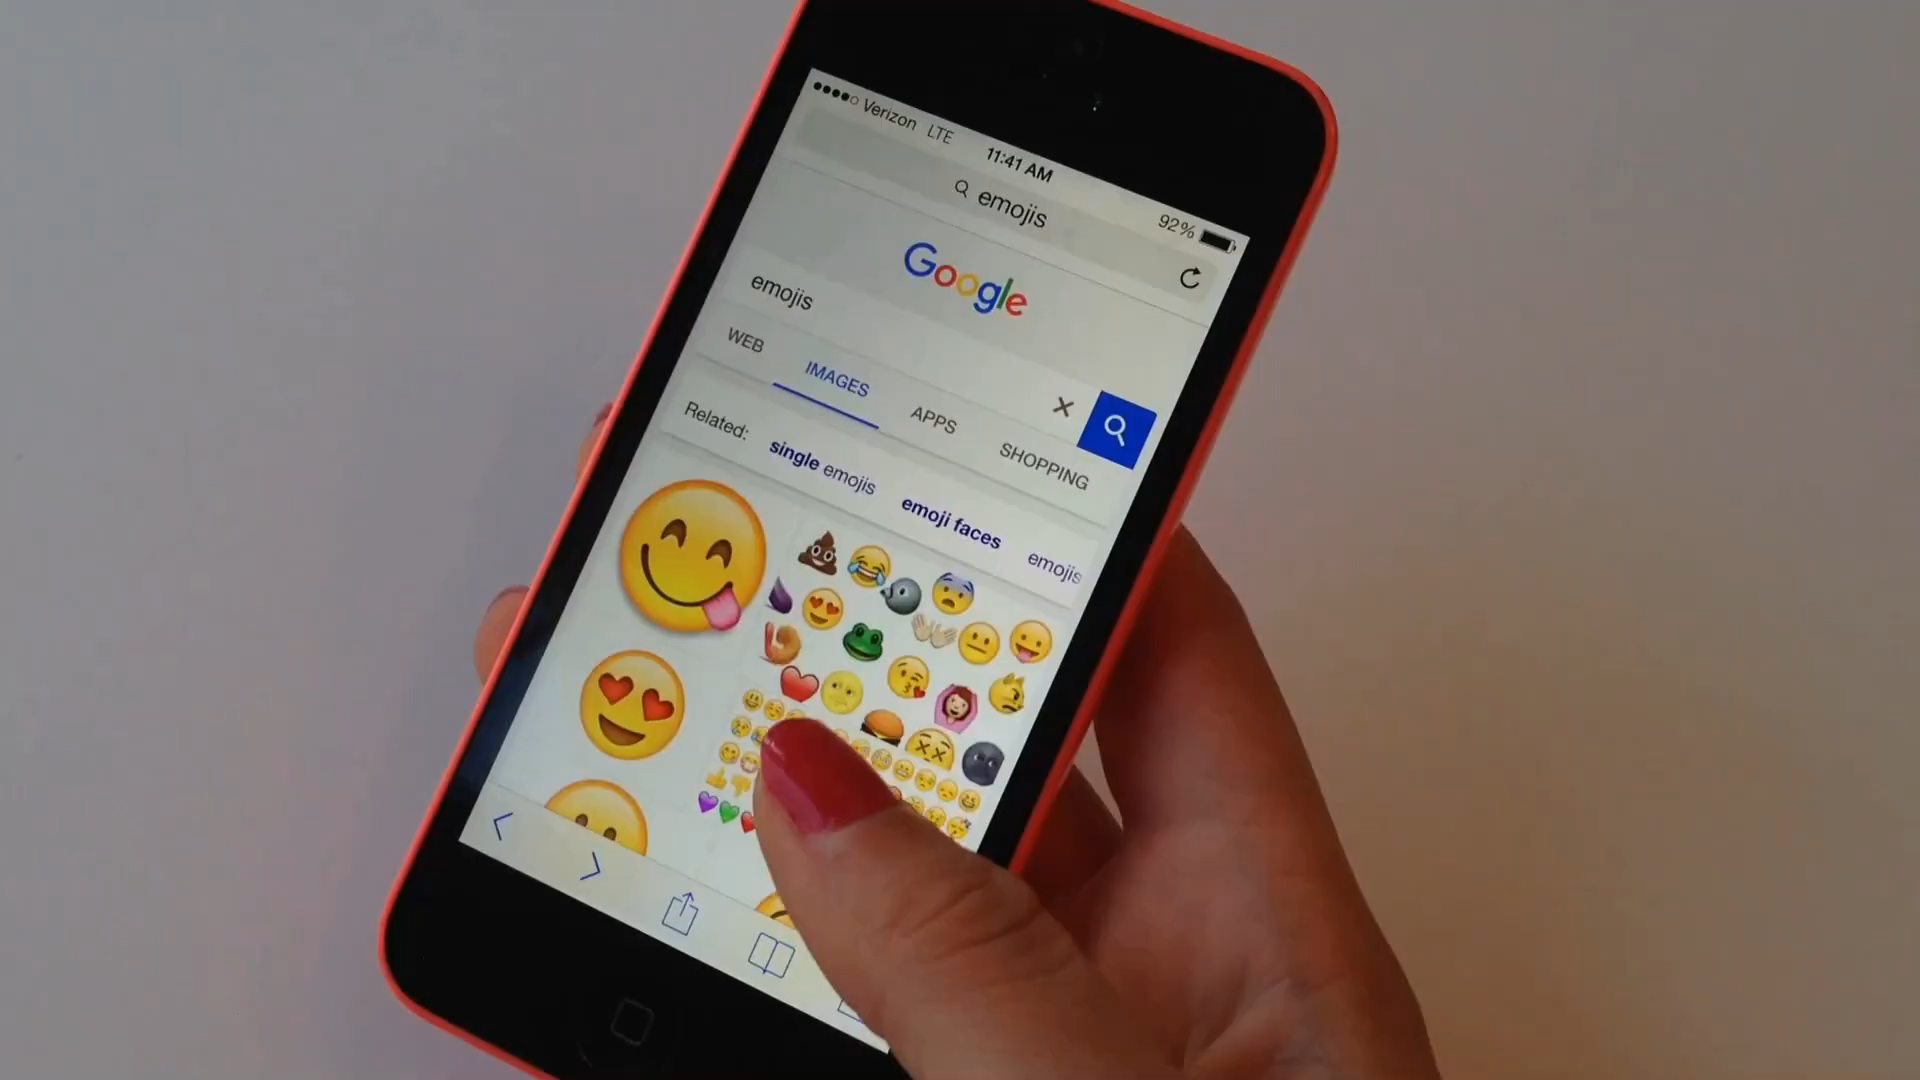 Verizon LTE 11:41 AM 92%
emojis
Google
emojis
WEB IMAGES APPS SHOPPING
Related: single emojis emoji faces emojis